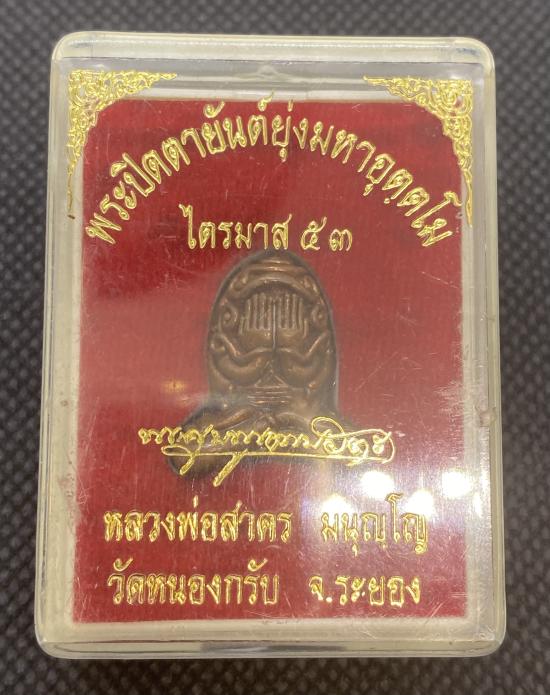 พระปิดตายันต์ยุ่งมหาอุตฺตโม
ไตรมาส ๕๓
หลวงพ่อสาคร มนุญฺโญ
วัดหนองกรับ จ.ระยอง